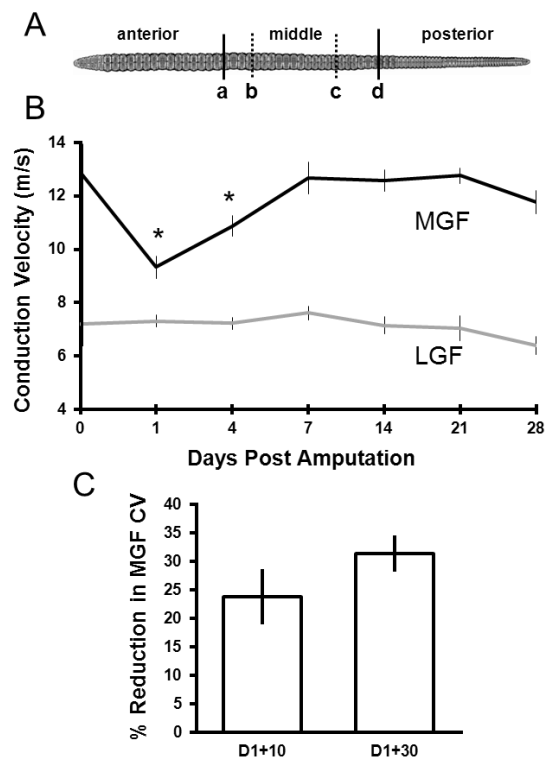 A
anterior middle posterior
a b c d
B
Conduction Velocity (m/s)
14
12
10
8
6
4
* *
MGF
LGF
0 1 4 7 14 21 28
Days Post Amputation
C
% Reduction in MGF CV
40
35
30
25
20
15
10
5
0
D1+10 D1+30